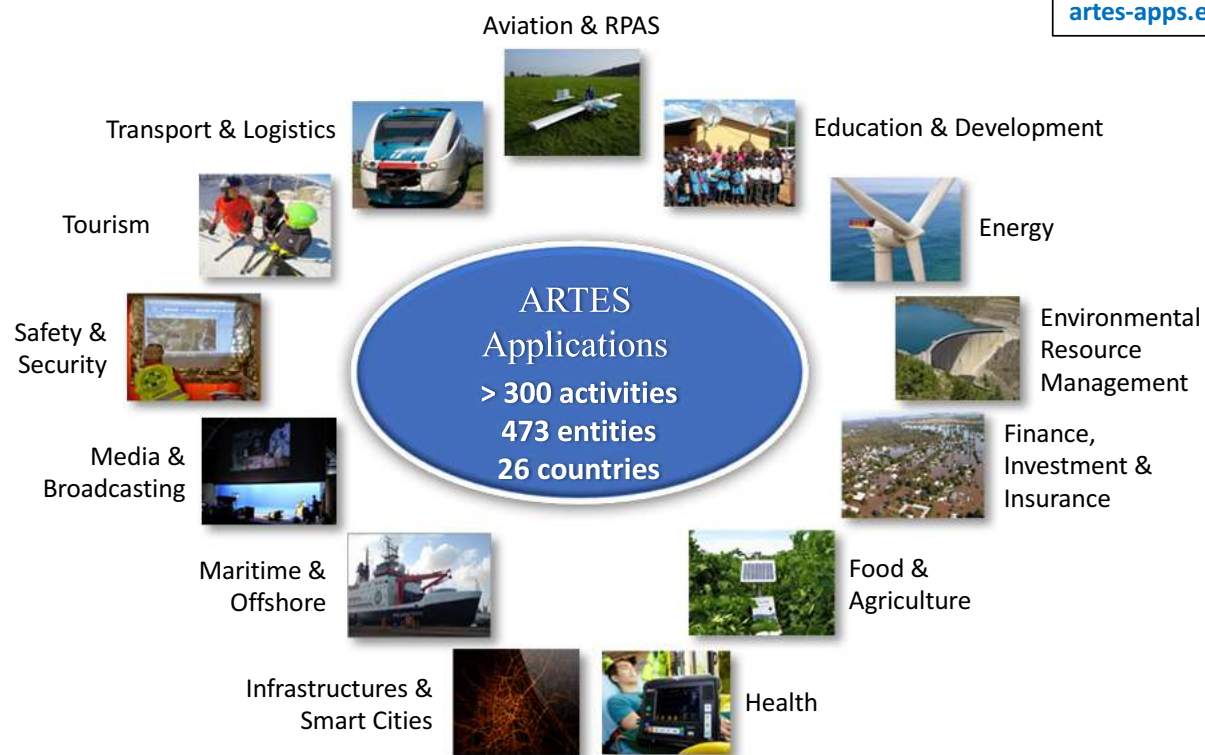 artes-apps.e
Aviation & RPAS
Transport & Logistics
Education & Development
Tourism
Energy
ARTES
Applications
> 300 activities
473 entities
26 countries
Safety &
Security
Environmental
Resource
Management
Media &
Broadcasting
Finance,
Investment &
Insurance
Maritime &
Offshore
Food &
Agriculture
Infrastructures &
Smart Cities
Health